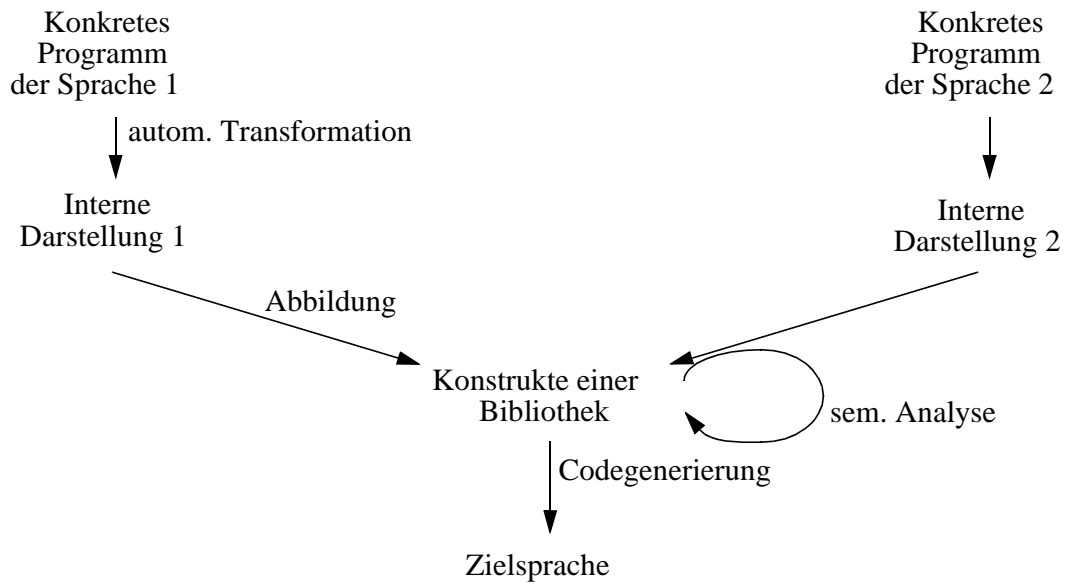 Konkretes
Programm
der Sprache 1
Konkretes
Programm
der Sprache 2
autom. Transformation
Interne
Darstellung 1
Interne
Darstellung 2
Abbildung
Konstrukte einer
Bibliothek
sem. Analyse
Codegenerierung
Zielsprache